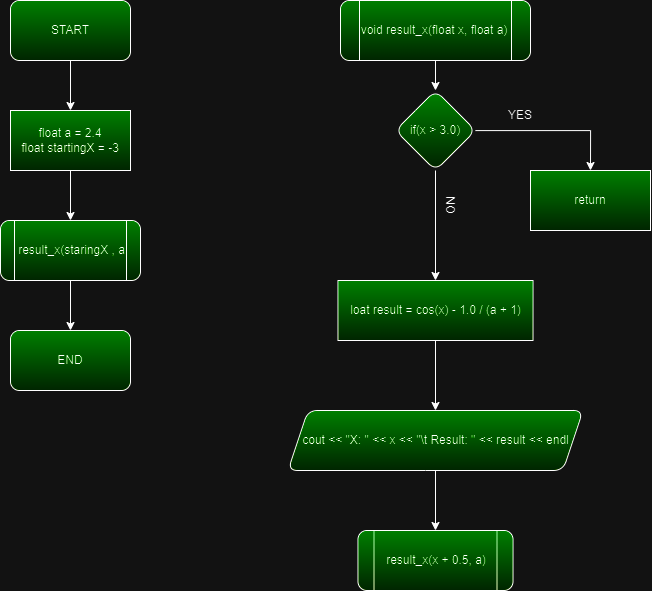 START
float a = 2.4
float startingX = -3
result_x(staringX , a
END
void result_x(float x, float a)
if(x > 3.0)
YES
return
NO
loat result = cos(x) - 1.0 / (a + 1)
cout << "X: " << x << "\t Result: " << result << endl
result_x(x + 0.5, a)